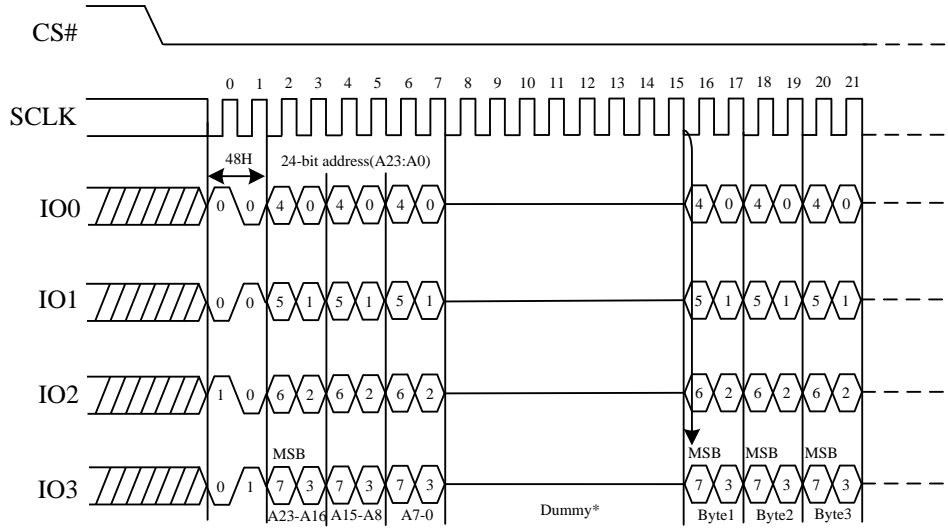 CS#
0 1 2 3 4 5 6 7 8 9 10 11 12 13 14 15 16 17 18 19 20 21
SCLK
48H 24-bit address(A23:A0)
IO0 0 0 4 0 4 0 4 0 4 0 4 0 4 0
IO1 0 0 5 1 5 1 5 1 5 1 5 1 5 1
IO2 1 0 6 2 6 2 6 2 6 2 6 2 6 2
MSB MSB MSB MSB
IO3 0 1 7 3 7 3 7 3 7 3 7 3 7 3
A23-A16 A15-A8 A7-0 Dummy* Byte1 Byte2 Byte3